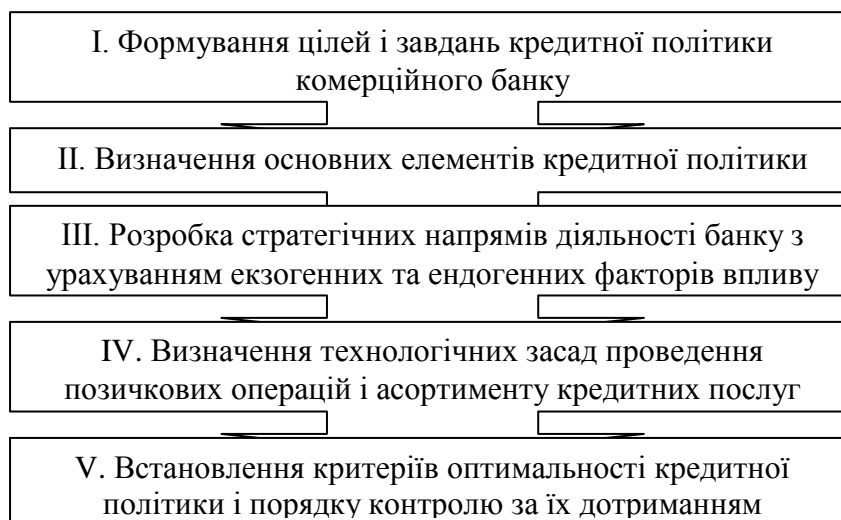 I. Формування цілей і завдань кредитної політики
комерційного банку
II. Визначення основних елементів кредитної політики
III. Розробка стратегічних напрямів діяльності банку з
урахуванням екзогенних та ендогенних факторів впливу
IV. Визначення технологічних засад проведення
позичкових операцій і асортименту кредитних послуг
V. Встановлення критеріїв оптимальності кредитної
політики і порядку контролю за їх дотриманням